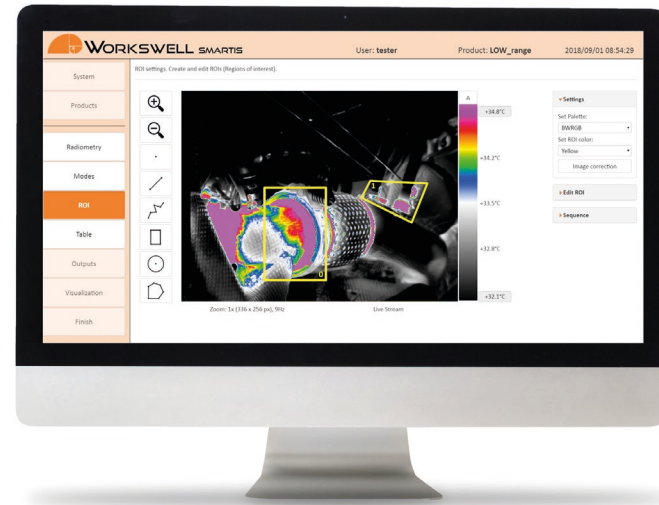 WORKSWELL SMARTIS
User: tester
Product: LOW_range
2018/09/01 08:54:29
ROI settings. Create and edit ROIs (Regions of interest).
System
Products
Radiometry
Modes
ROI
Table
Outputs
Visualization
Finish
A
+34.8°C
+34.2°C
+33.5°C
+32.8°C
+32.1°C
1
0
Zoom: 1x (336 x 256 px), 9Hz
Live Stream
Settings
Set Palette:
BWRGB
Set ROI color:
Yellow
Image correction
Edit ROI
Sequence